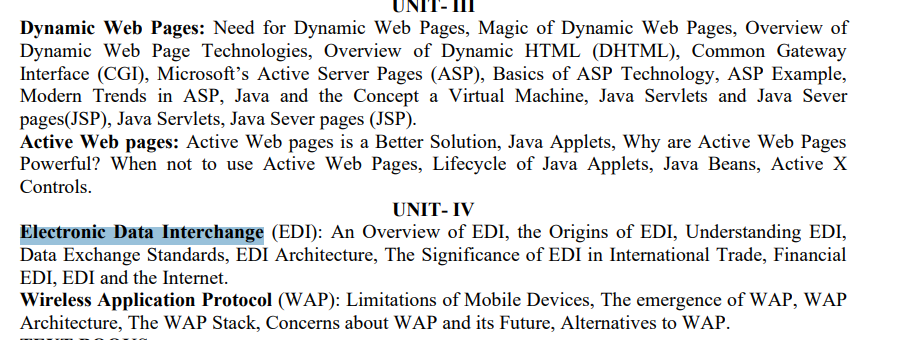 UNIT- III
Dynamic Web Pages: Need for Dynamic Web Pages, Magic of Dynamic Web Pages, Overview of
Dynamic Web Page Technologies, Overview of Dynamic HTML (DHTML), Common Gateway
Interface (CGI), Microsoft's Active Server Pages (ASP), Basics of ASP Technology, ASP Example,
Modern Trends in ASP, Java and the Concept a Virtual Machine, Java Servlets and Java Sever
pages(JSP), Java Servlets, Java Sever pages (JSP).
Active Web pages: Active Web pages is a Better Solution, Java Applets, Why are Active Web Pages
Powerful? When not to use Active Web Pages, Lifecycle of Java Applets, Java Beans, Active X
Controls.
UNIT- IV
Electronic Data Interchange (EDI): An Overview of EDI, the Origins of EDI, Understanding EDI,
Data Exchange Standards, EDI Architecture, The Significance of EDI in International Trade, Financial
EDI, EDI and the Internet.
Wireless Application Protocol (WAP): Limitations of Mobile Devices, The emergence of WAP, WAP
Architecture, The WAP Stack, Concerns about WAP and its Future, Alternatives to WAP.